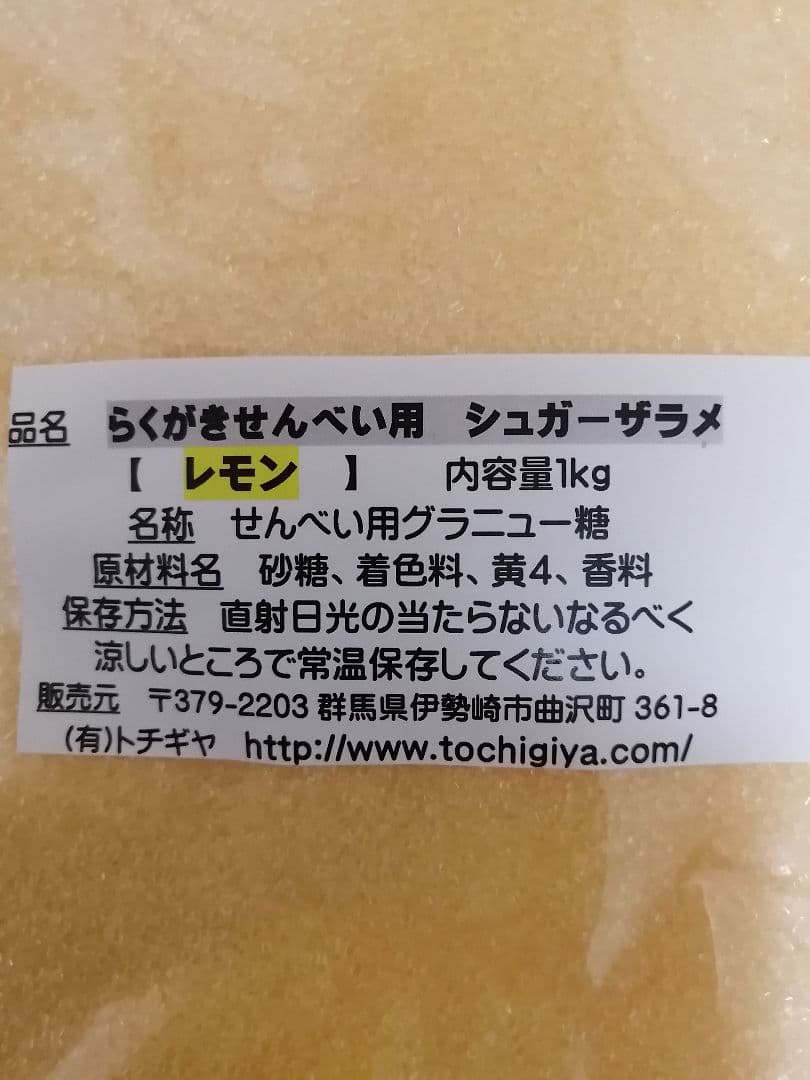 品名 らくがきせんべい用 シュガーザラメ
【 レモン 】 内容量1kg
名称 せんべい用グラニュー糖
原材料名 砂糖、着色料、黄4、香料
保存方法 直射日光の当たらないなるべく
涼しいところで常温保存してください。
販売元 〒379-2203 群馬県伊勢崎市曲沢町 361-8
(有)トチギヤ http://www.tochigiya.com/